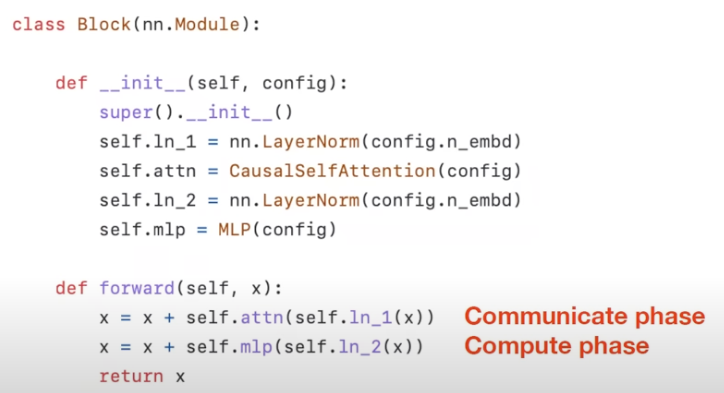 class Block(nn.Module):
def __init__(self, config):
super().__init__()
self.ln_1 = nn.LayerNorm(config.n_embd)
self.attn = CausalSelfAttention(config)
self.ln_2 = nn.LayerNorm(config.n_embd)
self.mlp = MLP(config)
def forward(self, x):
x = x + self.attn(self.ln_1(x)) Communicate phase
x = x + self.mlp(self.ln_2(x)) Compute phase
return x